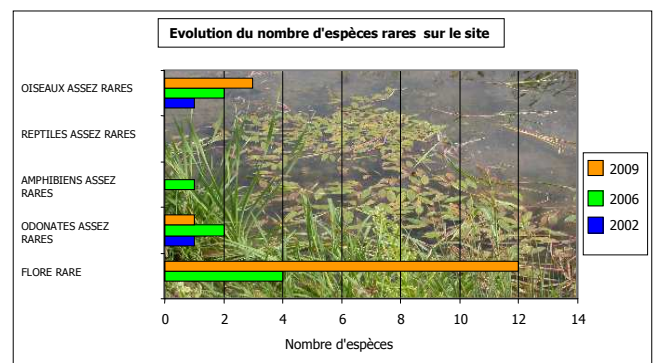 Evolution du nombre d'espèces rares sur le site
OISEAUX ASSEZ RARES
REPTILES ASSEZ RARES
AMPHIBIENS ASSEZ
RARES
ODONATES ASSEZ
RARES
FLORE RARE
0 2 4 6 8 10 12 14
Nombre d'espèces
2009
2006
2002